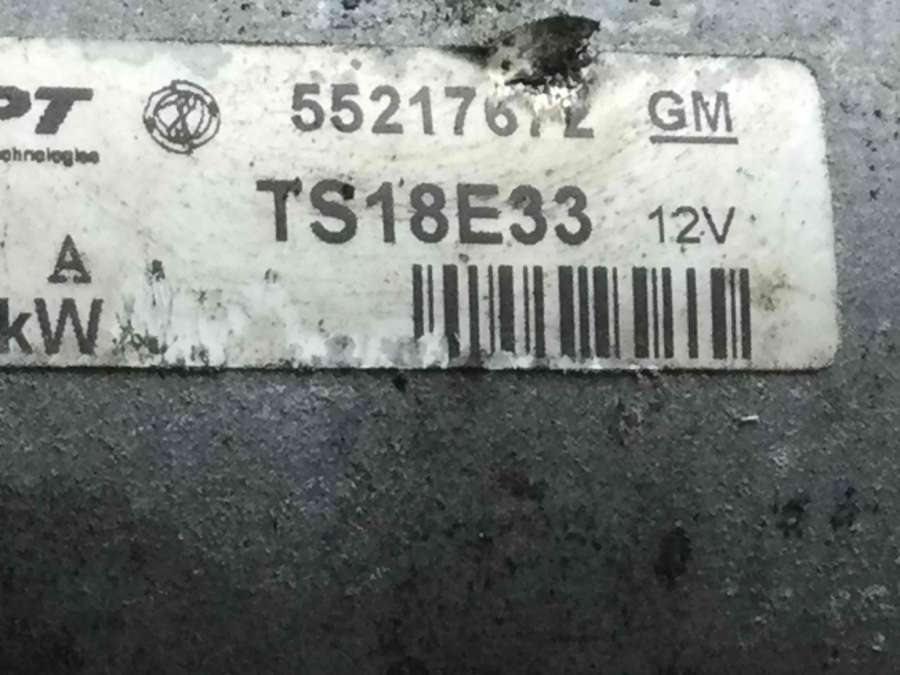 PT 55217672 GM
echnologies
TS18E33 12V
A
kW